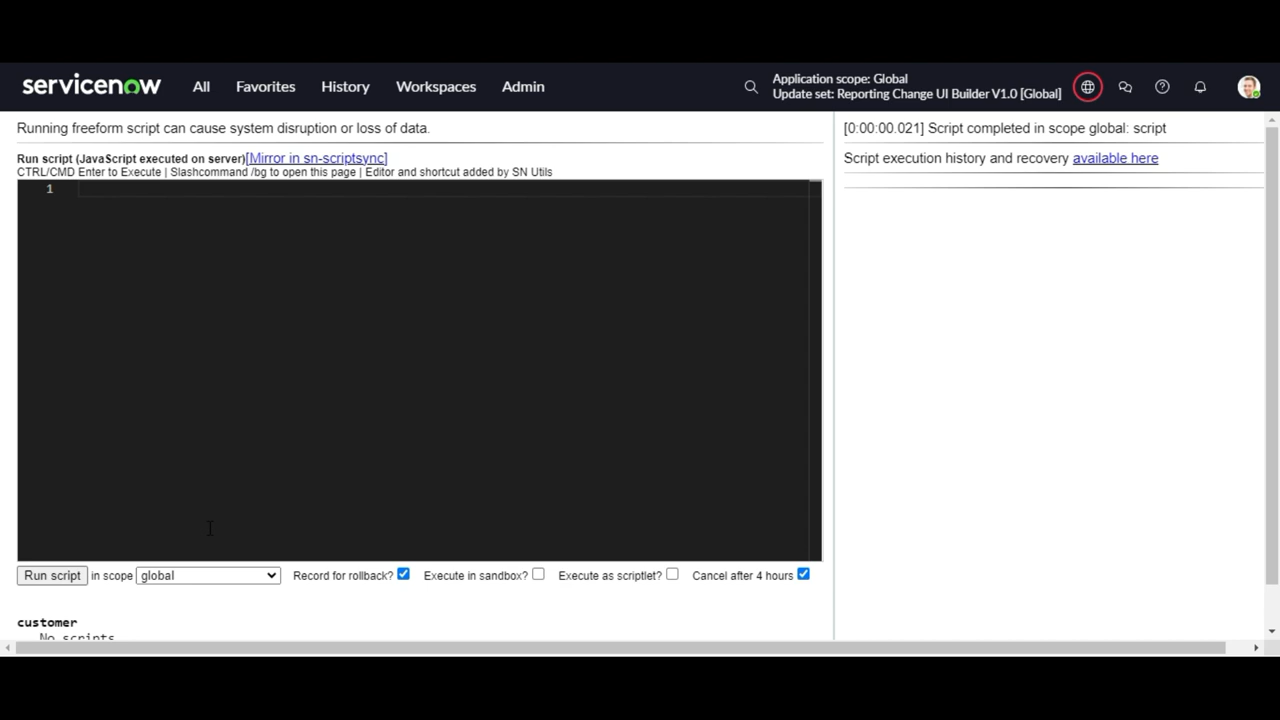 servicenow All Favorites History Workspaces Admin
Application scope: Global
Update set: Reporting Change UI Builder V1.0 [Global]
Running freeform script can cause system disruption or loss of data.
Run script (JavaScript executed on server)[Mirror in sn-scriptsync]
CTRL/CMD Enter to Execute | Slashcommand /bg to open this page | Editor and shortcut added by SN Utils
1
Run script in scope global Record for rollback? Execute in sandbox? Execute as scriptlet? Cancel after 4 hours
customer
No scripts
[0:00:00.021] Script completed in scope global: script
Script execution history and recovery available here